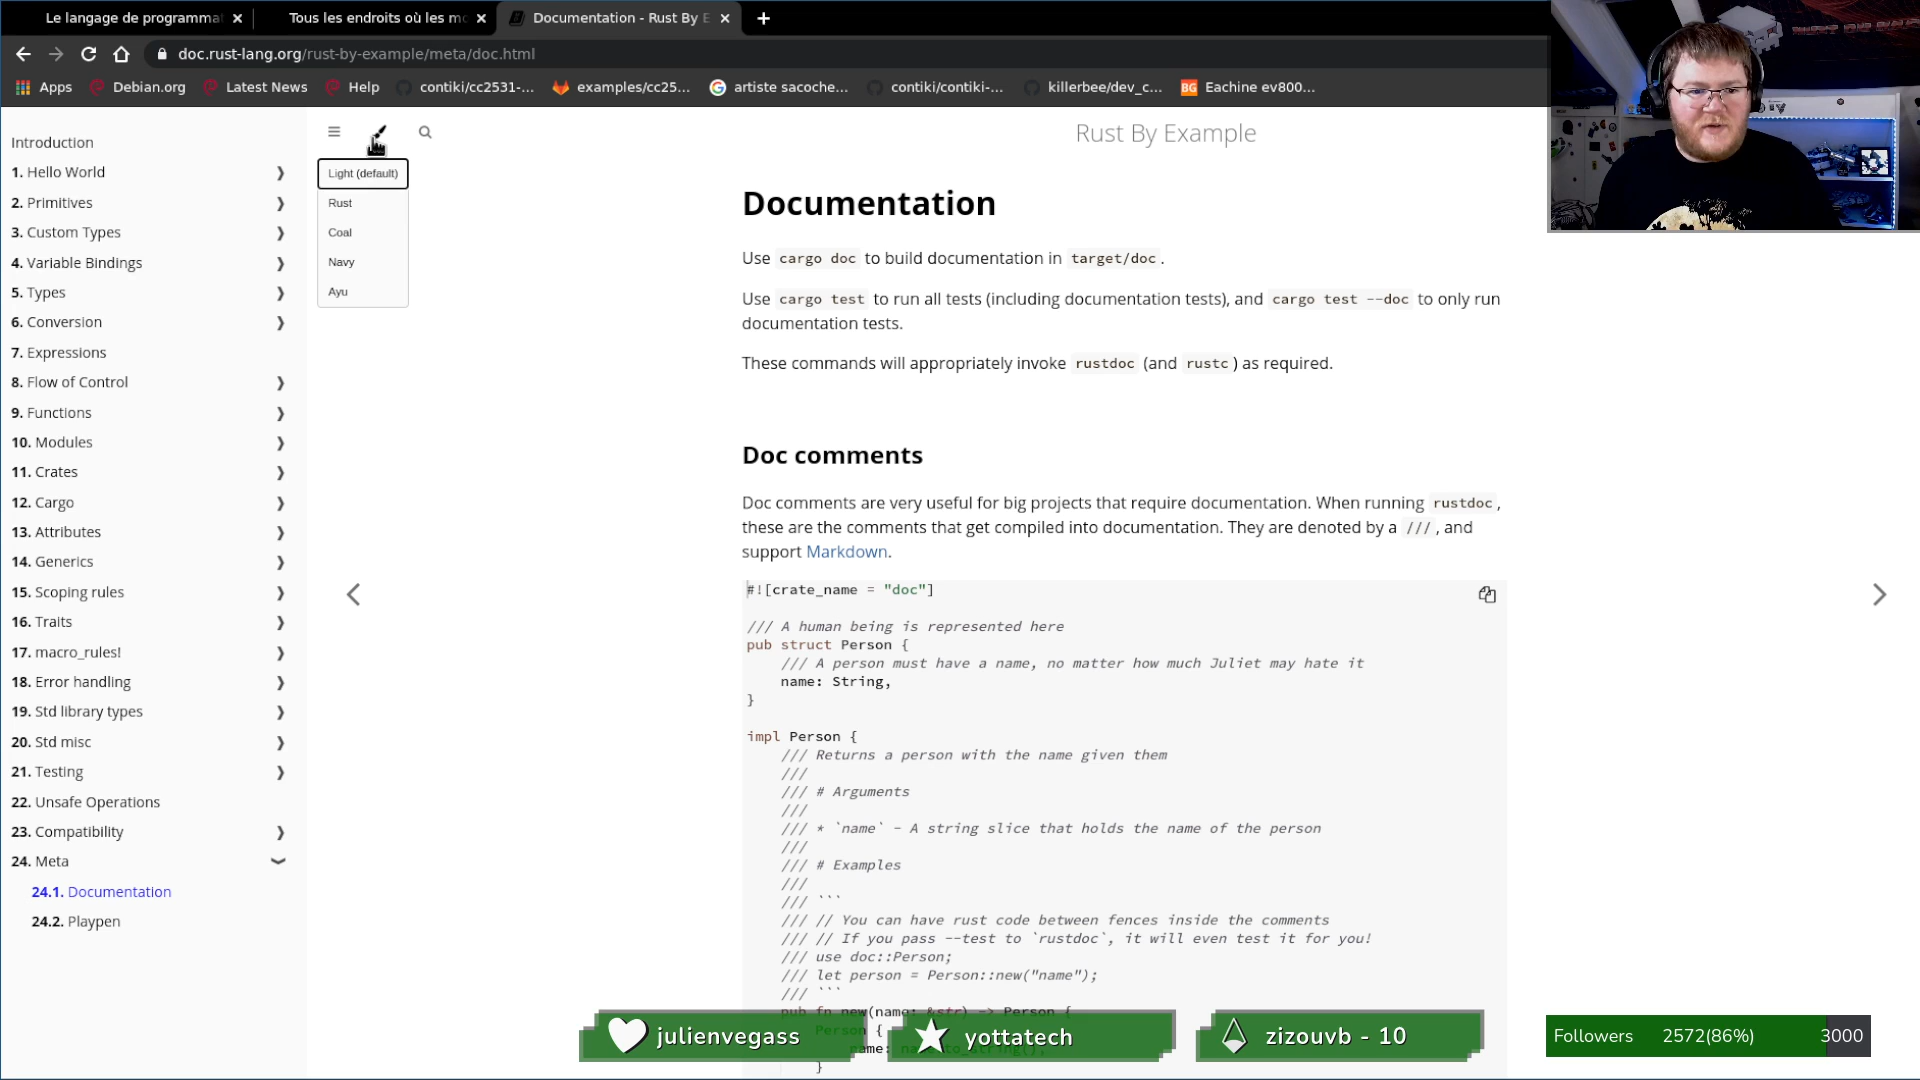 Le langage de programma
Tous les endroits où les mo
Documentation - Rust By E
doc.rust-lang.org/rust-by-example/meta/doc.html
Apps
Debian.org
Latest News
Help
contiki/cc2531-...
examples/cc25...
artiste sacoche...
contiki/contiki-...
killerbee/dev_c...
BG
Eachine ev800...
Introduction
1. Hello World
2. Primitives
3. Custom Types
4. Variable Bindings
5. Types
6. Conversion
7. Expressions
8. Flow of Control
9. Functions
10. Modules
11. Crates
12. Cargo
13. Attributes
14. Generics
15. Scoping rules
16. Traits
17. macro_rules!
18. Error handling
19. Std library types
20. Std misc
21. Testing
22. Unsafe Operations
23. Compatibility
24. Meta
24.1. Documentation
24.2. Playpen
Light (default)
Rust
Coal
Navy
Ayu
Rust By Example
Documentation
Use cargo doc to build documentation in target/doc.
Use cargo test to run all tests (including documentation tests), and cargo test --doc to only run
documentation tests.
These commands will appropriately invoke rustdoc (and rustc) as required.
Doc comments
Doc comments are very useful for big projects that require documentation. When running rustdoc,
these are the comments that get compiled into documentation. They are denoted by a ///, and
support Markdown.
#![crate_name = "doc"]
/// A human being is represented here
pub struct Person {
/// A person must have a name, no matter how much Juliet may hate it
name: String,
}
impl Person {
/// Returns a person with the name given them
///
/// # Arguments
///
/// * `name` - A string slice that holds the name of the person
///
/// # Examples
///
/// ```
/// // You can have rust code between fences inside the comments
/// // If you pass --test to `rustdoc`, it will even test it for you!
/// use doc::Person;
/// let person = Person::new("name");
/// ```
pub fn new(name: &str) -> Person {
Person {
name: name.to_string(),
}
julienvegass
yottatech
zizouvb - 10
Followers 2572(86%) 3000